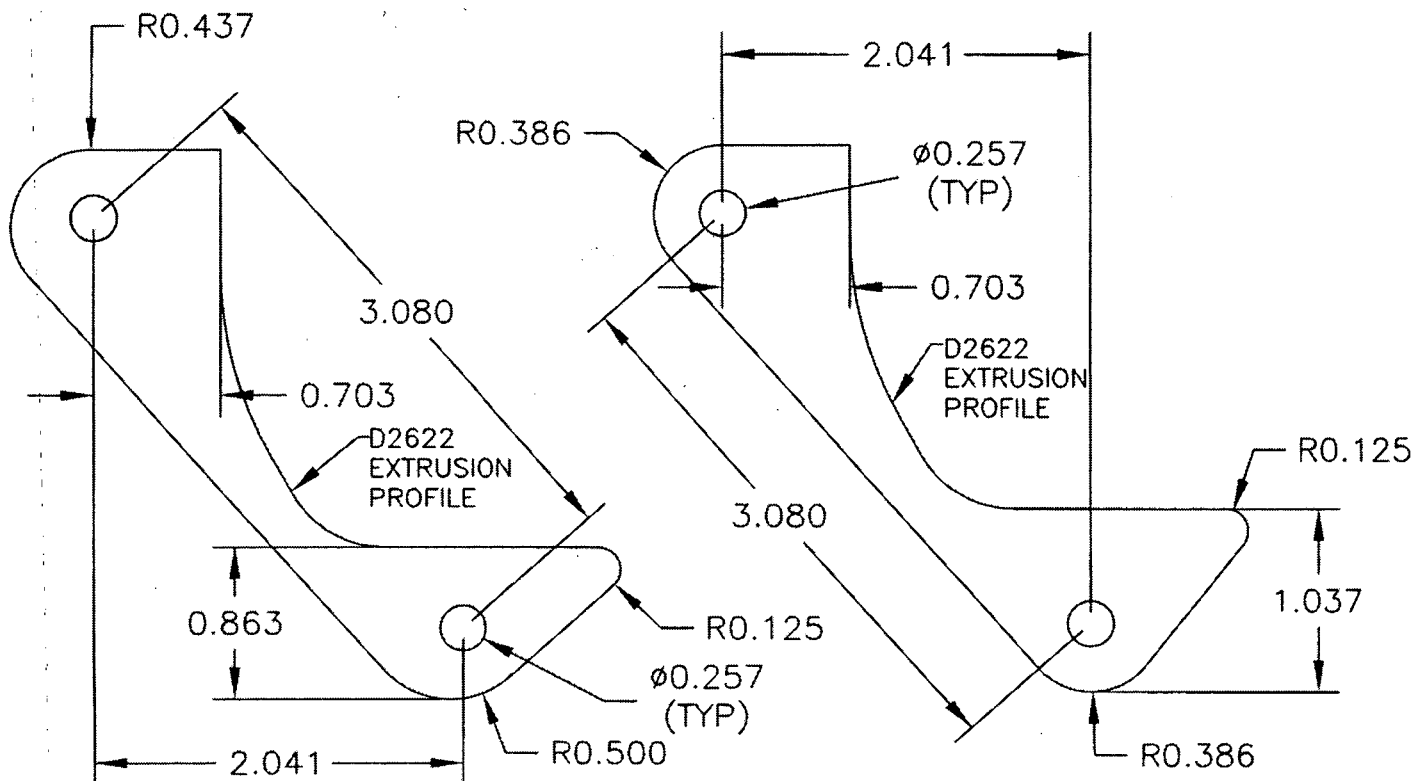 R0.437
3.080
0.703
D2622
EXTRUSION
PROFILE
0.863
R0.125
ø0.257
(TYP)
R0.500
2.041
2.041
R0.386
ø0.257
(TYP)
0.703
D2622
EXTRUSION
PROFILE
R0.125
3.080
1.037
R0.386